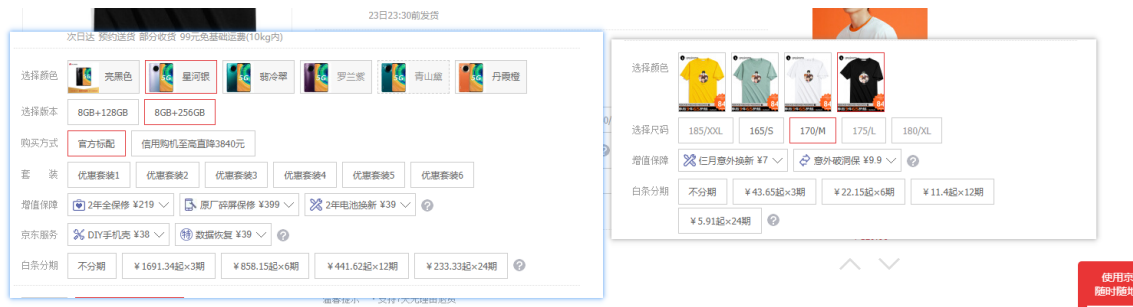 23日23:30前发货
次日达 预约送货 部分收货 99元免基础运费(10kg内)
选择颜色 亮黑色 星河银 翡冷翠 罗兰紫 青山黛 丹霞橙
选择版本 8GB+128GB 8GB+256GB
购买方式 官方标配 信用购机至高直降3840元
套 装 优惠套装1 优惠套装2 优惠套装3 优惠套装4 优惠套装5 优惠套装6
增值保障 2年全保修 ¥219 原厂碎屏保修 ¥399 2年电池换新 ¥39
京东服务 DIY手机壳 ¥38 特 数据恢复 ¥39
白条分期 不分期 ¥1691.34起×3期 ¥858.15起×6期 ¥441.62起×12期 ¥233.33起×24期
选择颜色
84 84 84 84
选择尺码 185/XXL 165/S 170/M 175/L 180/XL
增值保障 仨月意外换新 ¥7 意外破洞保 ¥9.9
白条分期 不分期 ¥43.65起×3期 ¥22.15起×6期 ¥11.4起×12期
¥5.91起×24期
使用京
随时随地